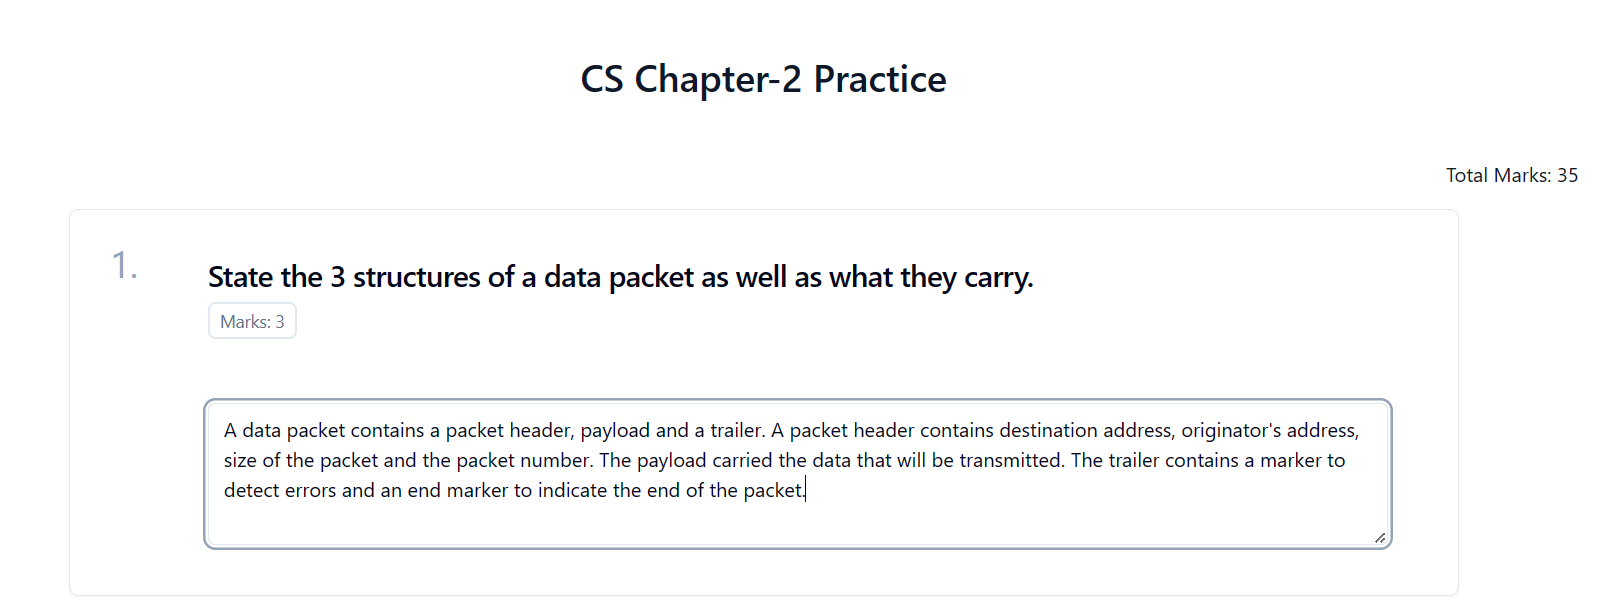 CS Chapter-2 Practice
Total Marks: 35
1.
State the 3 structures of a data packet as well as what they carry.
Marks: 3
A data packet contains a packet header, payload and a trailer. A packet header contains destination address, originator's address,
size of the packet and the packet number. The payload carried the data that will be transmitted. The trailer contains a marker to
detect errors and an end marker to indicate the end of the packet.